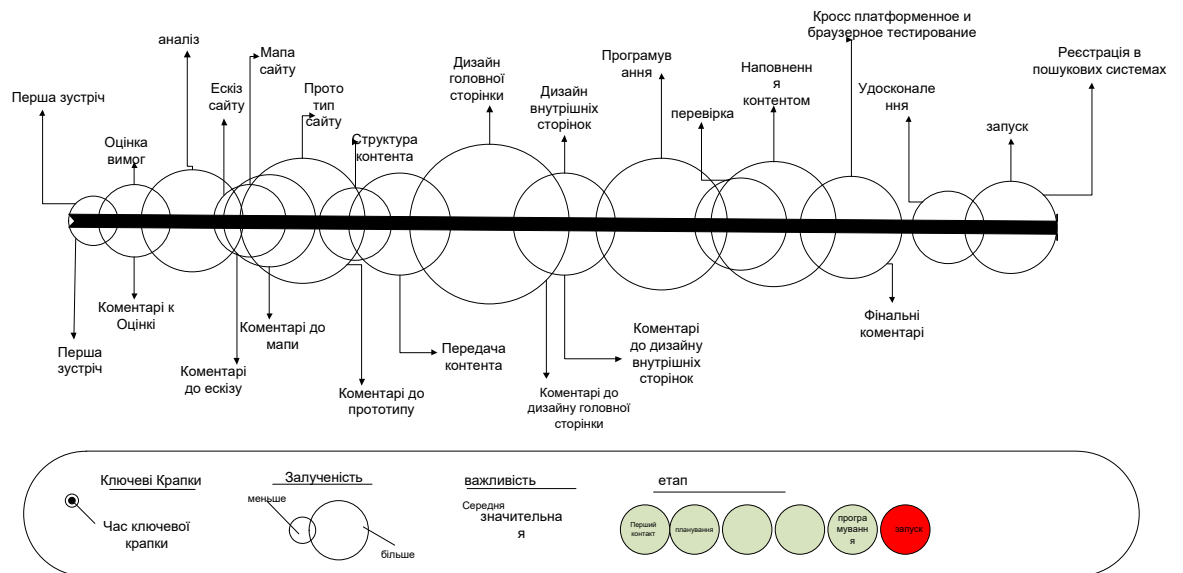 Кросс платформенное и
браузерное тестирование
аналіз
Мапа
сайту
Дизайн
головної
сторінки
Програмув
ання
Наповненн
я
контентом
Реєстрація в
пошукових системах
Перша зустріч
Ескіз
сайту
Прото
тип
сайту
Дизайн
внутрішніх
сторінок
перевірка
Удосконале
ння
запуск
Оцінка
вимог
Структура
контента
Перша
зустріч
Коментарі к
Оцінкі
Коментарі
до ескізу
Коментарі до
мапи
Коментарі до
прототипу
Передача
контента
Коментарі до
дизайну головної
сторінки
Коментарі
до дизайну
внутрішніх
сторінок
Фінальні
коментарі
Ключеві Крапки
Час ключевої
крапки
Залученість
меньше
більше
важливість
Середня
значительна
я
етап
Перший
контакт
планування
програ
муванн
я
запуск